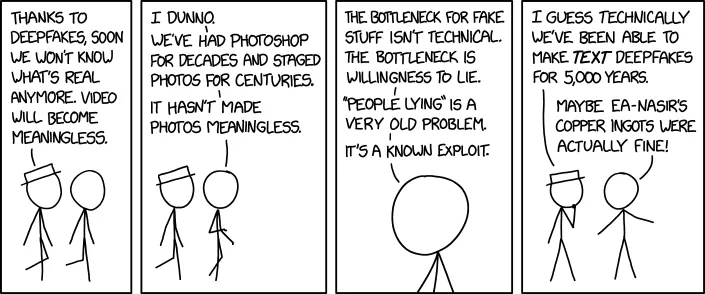 THANKS TO
DEEPFAKES, SOON
WE WON'T KNOW
WHAT'S REAL
ANYMORE. VIDEO
WILL BECOME
MEANINGLESS.
I DUNNO.
WE'VE HAD PHOTOSHOP
FOR DECADES AND STAGED
PHOTOS FOR CENTURIES.
IT HASN'T MADE
PHOTOS MEANINGLESS.
THE BOTTLENECK FOR FAKE
STUFF ISN'T TECHNICAL.
THE BOTTLENECK IS
WILLINGNESS TO LIE.
"PEOPLE LYING" IS A
VERY OLD PROBLEM.
IT'S A KNOWN EXPLOIT.
I GUESS TECHNICALLY
WE'VE BEEN ABLE TO
MAKE TEXT DEEPFAKES
FOR 5,000 YEARS.
MAYBE EA-NASIR'S
COPPER INGOTS WERE
ACTUALLY FINE!